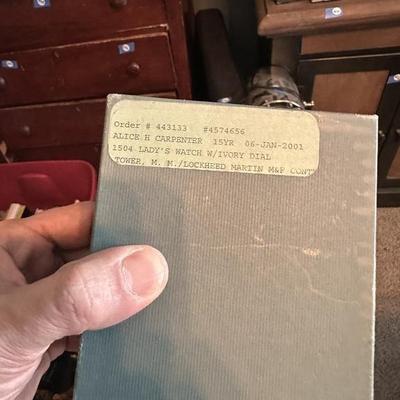 Order # 443133 #4574656
ALICE H CARPENTER 15YR 06-JAN-2001
1504 LADY'S WATCH W/IVORY DIAL
TOWER, M. M./LOCKHEED MARTIN M&P CONT